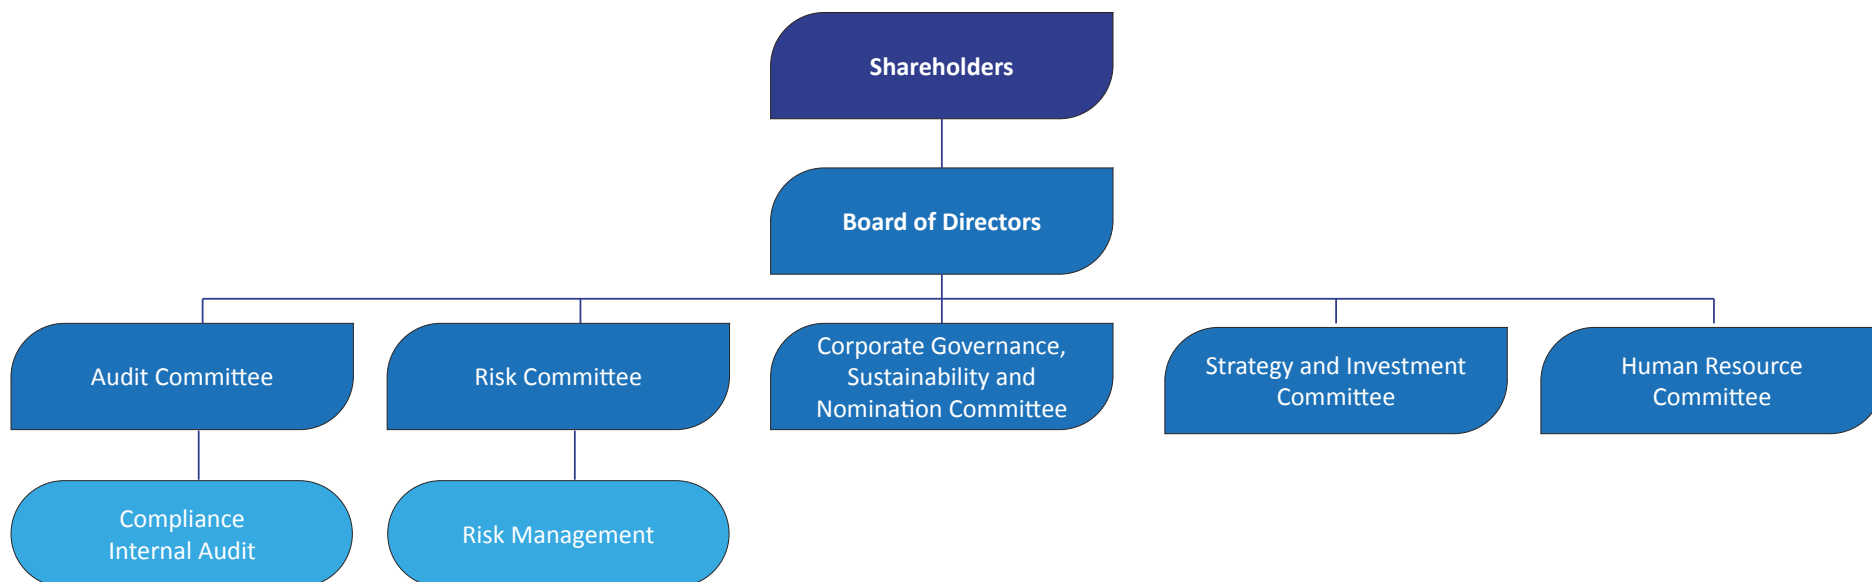 Shareholders
Board of Directors
Audit Committee
Risk Committee
Corporate Governance,
Sustainability and
Nomination Committee
Strategy and Investment
Committee
Human Resource
Committee
Compliance
Internal Audit
Risk Management